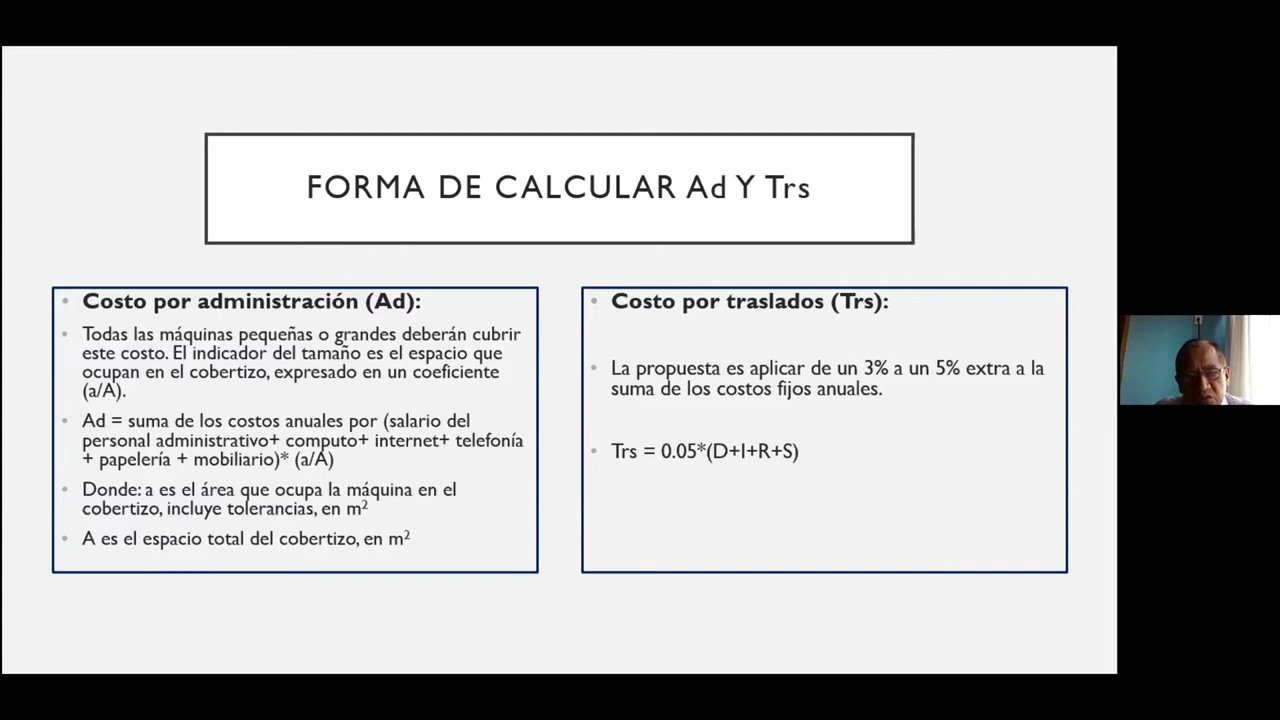 FORMA DE CALCULAR Ad Y Trs
• Costo por administración (Ad):
• Todas las máquinas pequeñas o grandes deberán cubrir
este costo. El indicador del tamaño es el espacio que
ocupan en el cobertizo, expresado en un coeficiente
(a/A).
• Ad = suma de los costos anuales por (salario del
personal administrativo+ computo+ internet+ telefonía
+ papelería + mobiliario)* (a/A)
• Donde: a es el área que ocupa la máquina en el
cobertizo, incluye tolerancias, en m²
• A es el espacio total del cobertizo, en m²
• Costo por traslados (Trs):
• La propuesta es aplicar de un 3% a un 5% extra a la
suma de los costos fijos anuales.
• Trs = 0.05*(D+I+R+S)